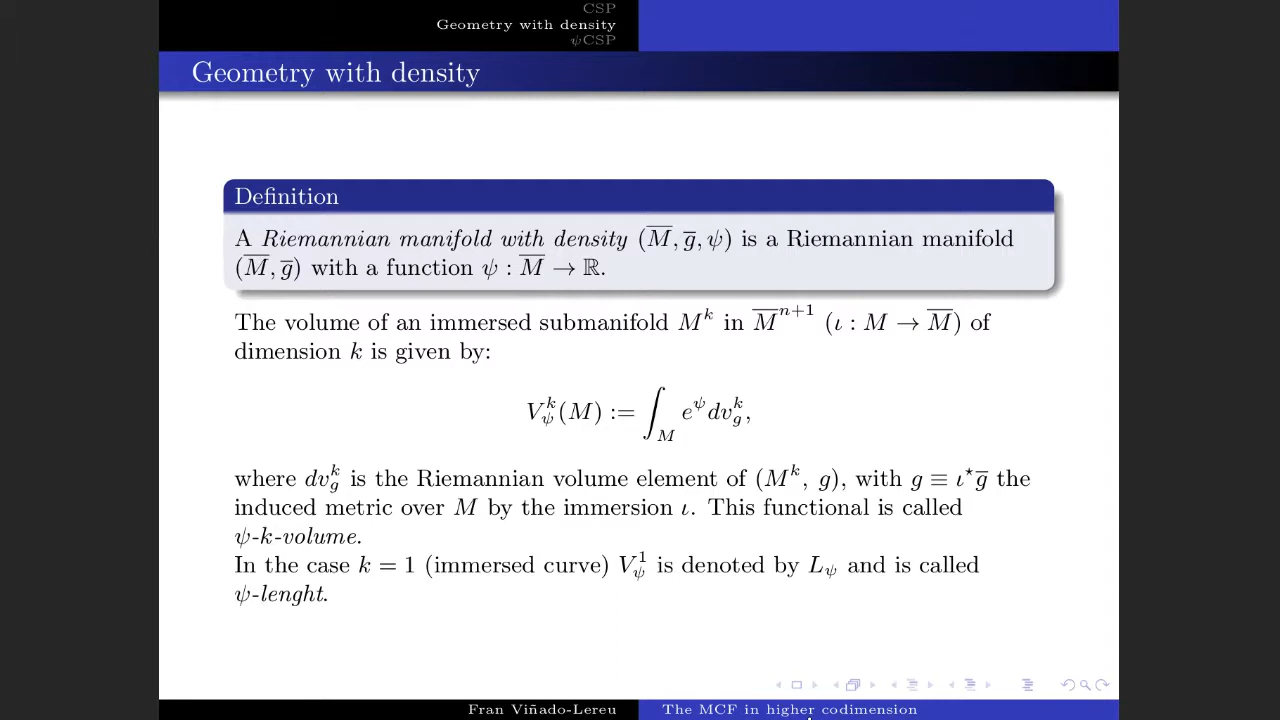 CSP
Geometry with density
ψCSP
Geometry with density
Definition
A Riemannian manifold with density (M̅, g̅, ψ) is a Riemannian manifold
(M̅, g̅) with a function ψ : M̅ → ℝ.
The volume of an immersed submanifold Mᵏ in M̅ⁿ⁺¹ (ι : M → M̅) of
dimension k is given by:
V_ψ^k(M) := ∫_M e^ψ dv_g^k,
where dv_g^k is the Riemannian volume element of (Mᵏ, g), with g ≡ ι⋆g̅ the
induced metric over M by the immersion ι. This functional is called
ψ-k-volume.
In the case k = 1 (immersed curve) V_ψ^1 is denoted by L_ψ and is called
ψ-lenght.
Fran Viñado-Lereu
The MCF in higher codimension